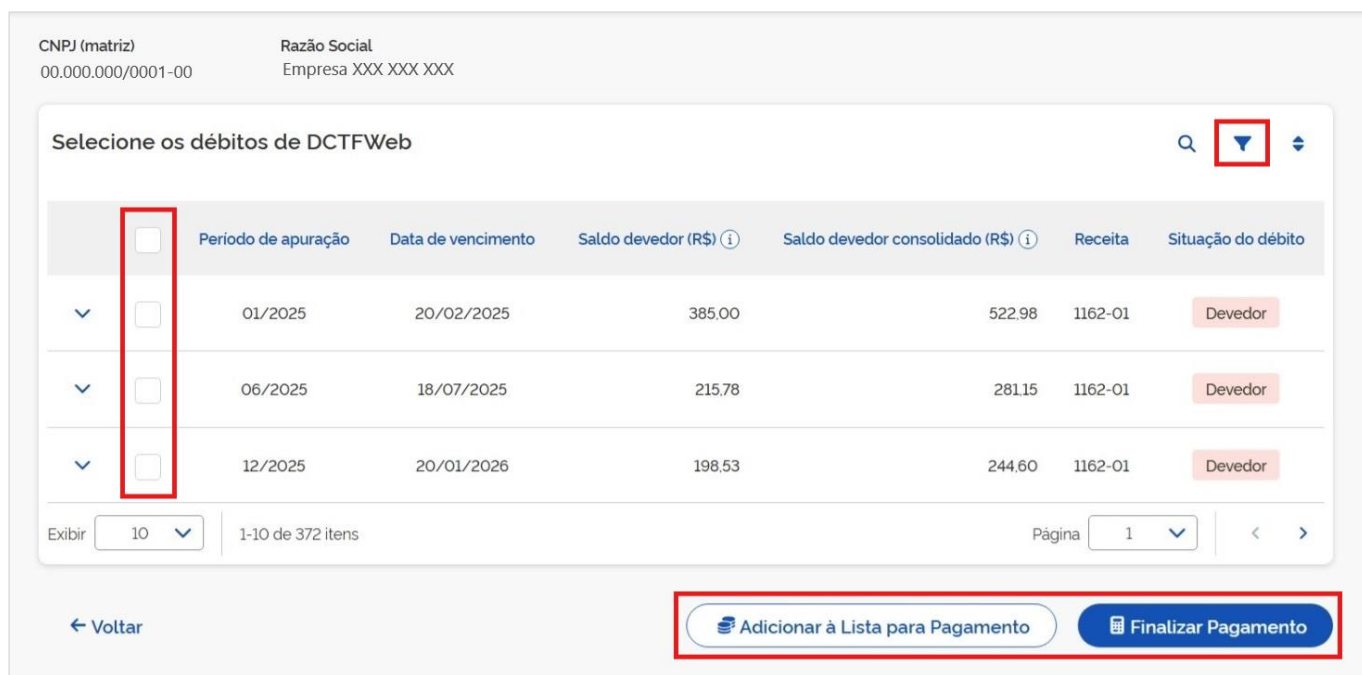 CNPJ (matriz) Razão Social
00.000.000/0001-00 Empresa XXX XXX XXX
Selecione os débitos de DCTFWeb
Período de apuração Data de vencimento Saldo devedor (R$) i Saldo devedor consolidado (R$) i Receita Situação do débito
01/2025 20/02/2025 385,00 522,98 1162-01 Devedor
06/2025 18/07/2025 215,78 281,15 1162-01 Devedor
12/2025 20/01/2026 198,53 244,60 1162-01 Devedor
Exibir 10 1-10 de 372 itens Página 1
Voltar Adicionar à Lista para Pagamento Finalizar Pagamento